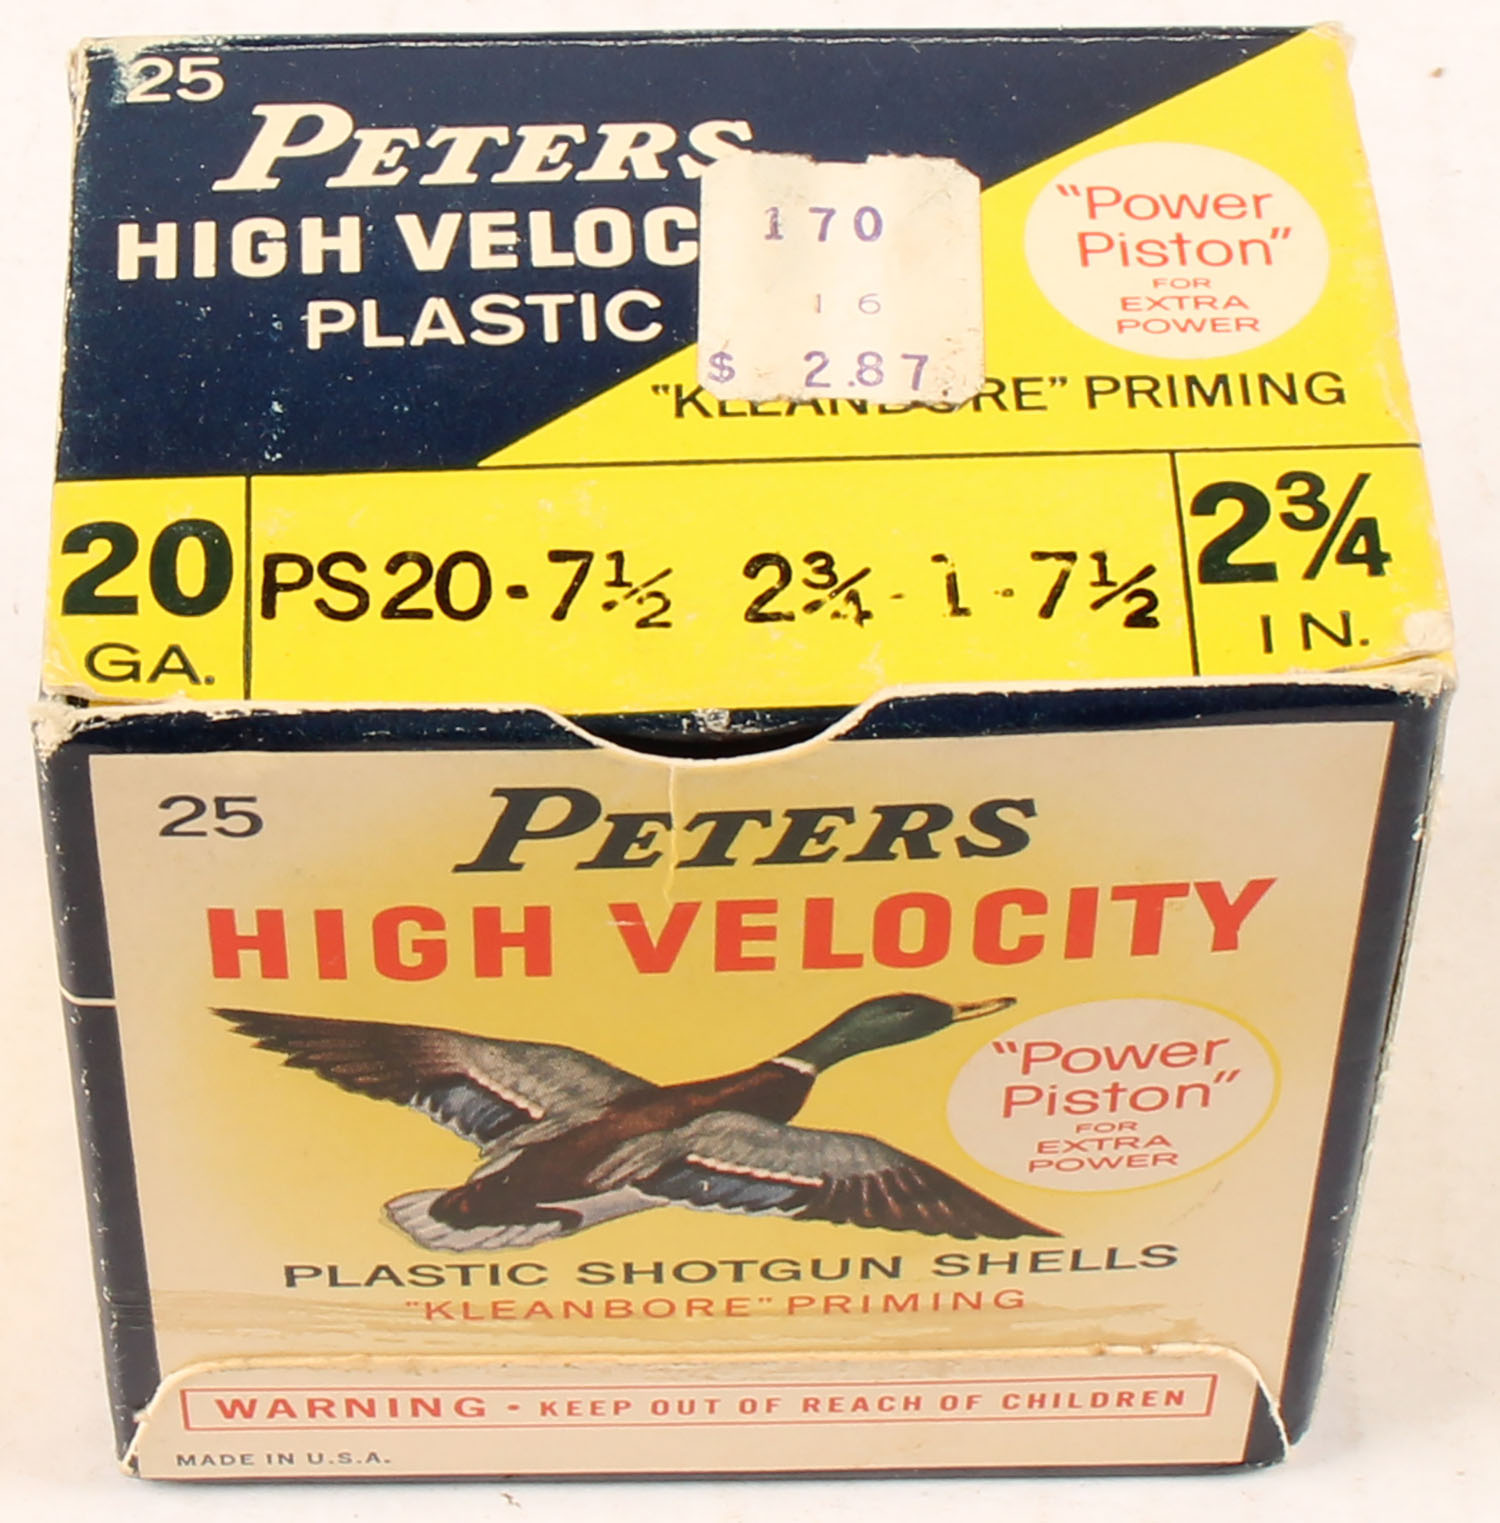 25
PETERS
HIGH VELOC
PLASTIC
170
16
$ 2.87
"Power
Piston"
FOR
EXTRA
POWER
"KLEANBORE" PRIMING
20
GA.
PS20-7½ 2¾-1-7½
2¾
IN.
25
PETERS
HIGH VELOCITY
"Power
Piston"
FOR
EXTRA
POWER
PLASTIC SHOTGUN SHELLS
"KLEANBORE" PRIMING
WARNING • KEEP OUT OF REACH OF CHILDREN
MADE IN U.S.A.